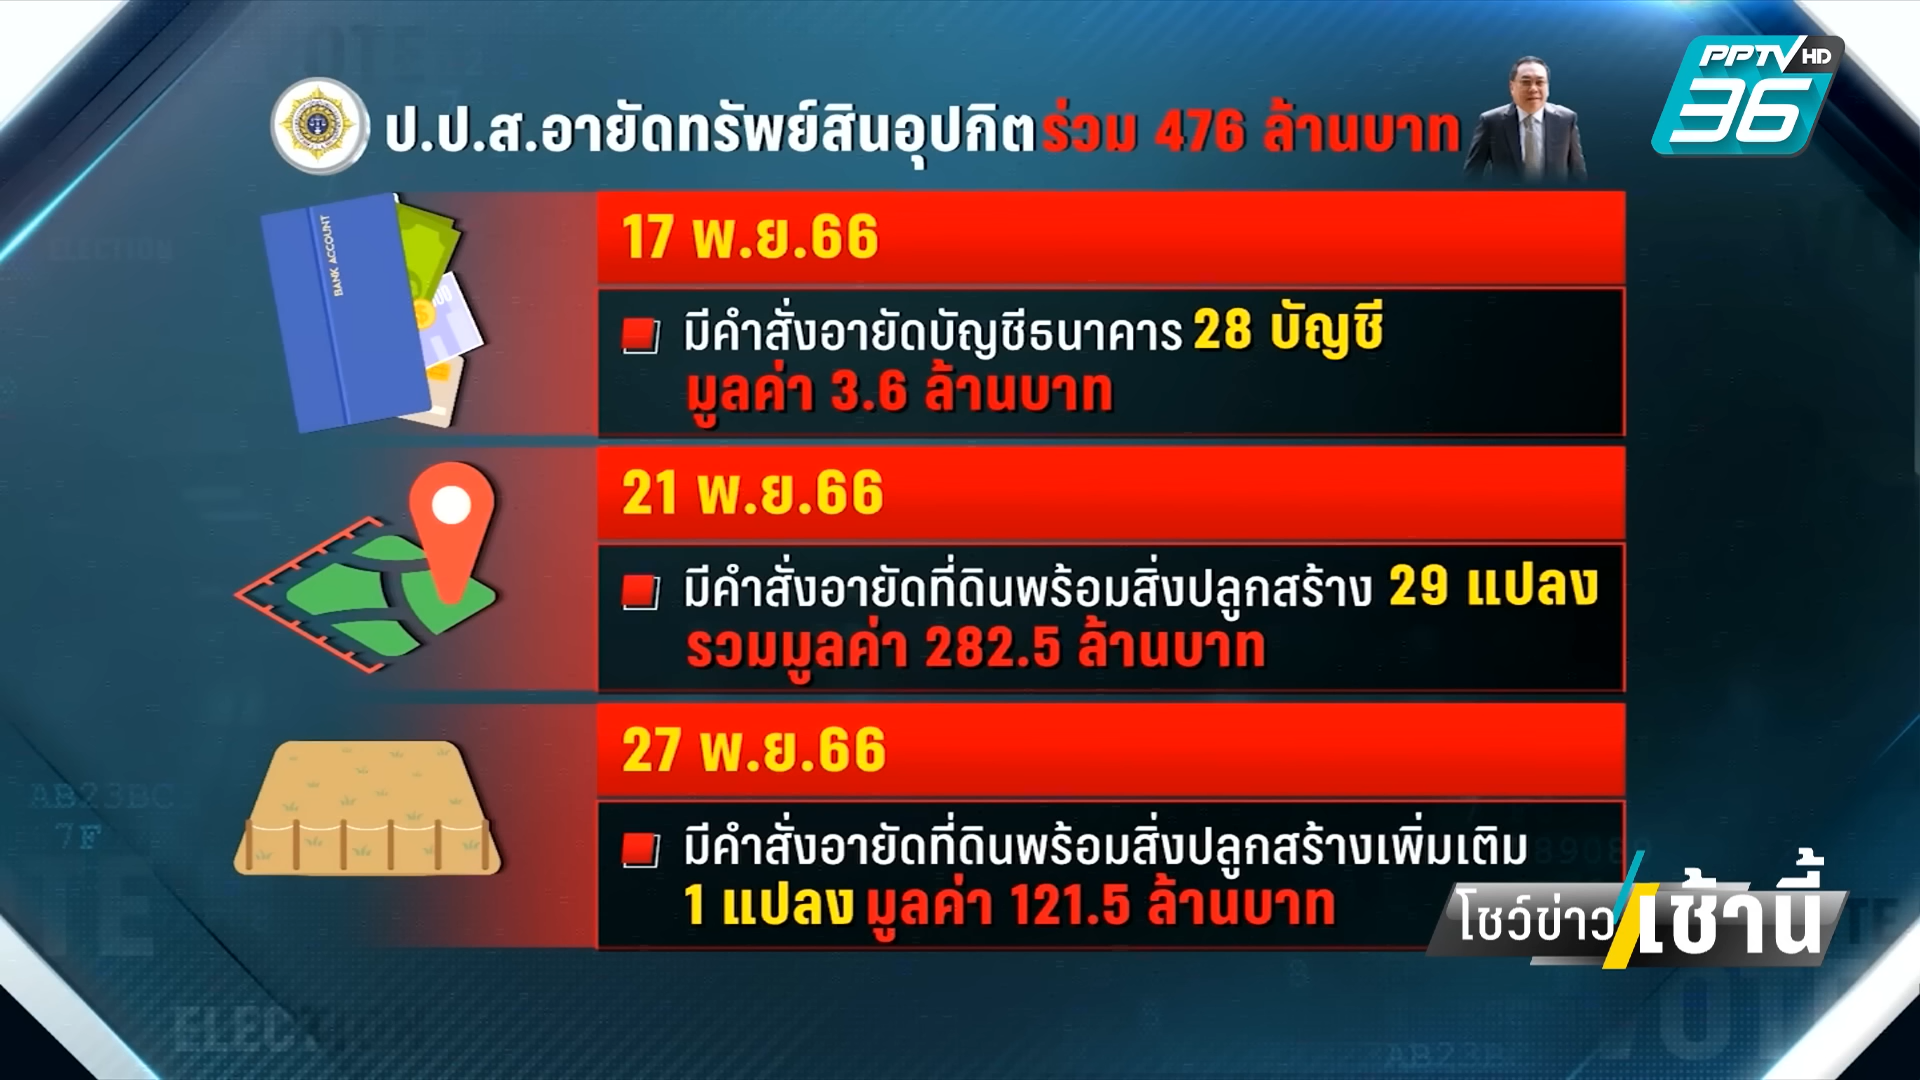 PPTV HD
36
ป.ป.ส.อายัดทรัพย์สินอุปกิตร่วม 476 ล้านบาท
BANK ACCOUNT
17 พ.ย.66
มีคำสั่งอายัดบัญชีธนาคาร 28 บัญชี
มูลค่า 3.6 ล้านบาท
21 พ.ย.66
มีคำสั่งอายัดที่ดินพร้อมสิ่งปลูกสร้าง 29 แปลง
รวมมูลค่า 282.5 ล้านบาท
27 พ.ย.66
มีคำสั่งอายัดที่ดินพร้อมสิ่งปลูกสร้างเพิ่มเติม
1 แปลง มูลค่า 121.5 ล้านบาท
โชว์ข่าว เช้านี้
ELECTION
AB23BC
7F